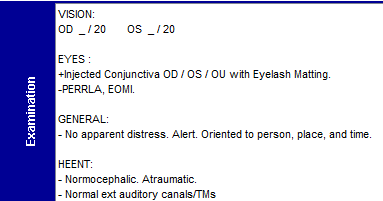 Examination
VISION:
OD _ / 20 OS _ / 20
EYES :
+Injected Conjunctiva OD / OS / OU with Eyelash Matting.
-PERRLA, EOMI.
GENERAL:
- No apparent distress. Alert. Oriented to person, place, and time.
HEENT:
- Normocephalic. Atraumatic.
- Normal ext auditory canals/TMs